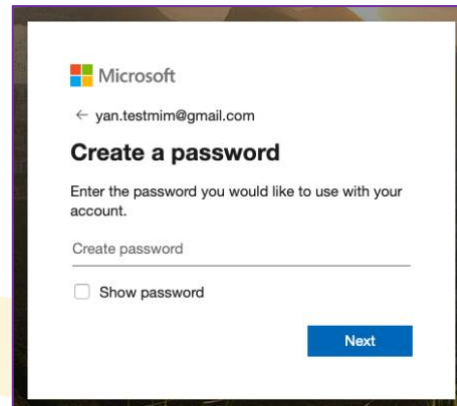 Microsoft
← yan.testmim@gmail.com
Create a password
Enter the password you would like to use with your
account.
Create password
Show password
Next